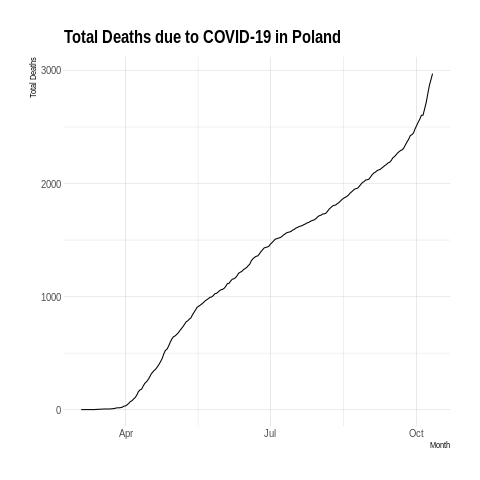 Total Deaths due to COVID-19 in Poland
Total Deaths
3000
2000
1000
0
Apr
Jul
Oct
Month